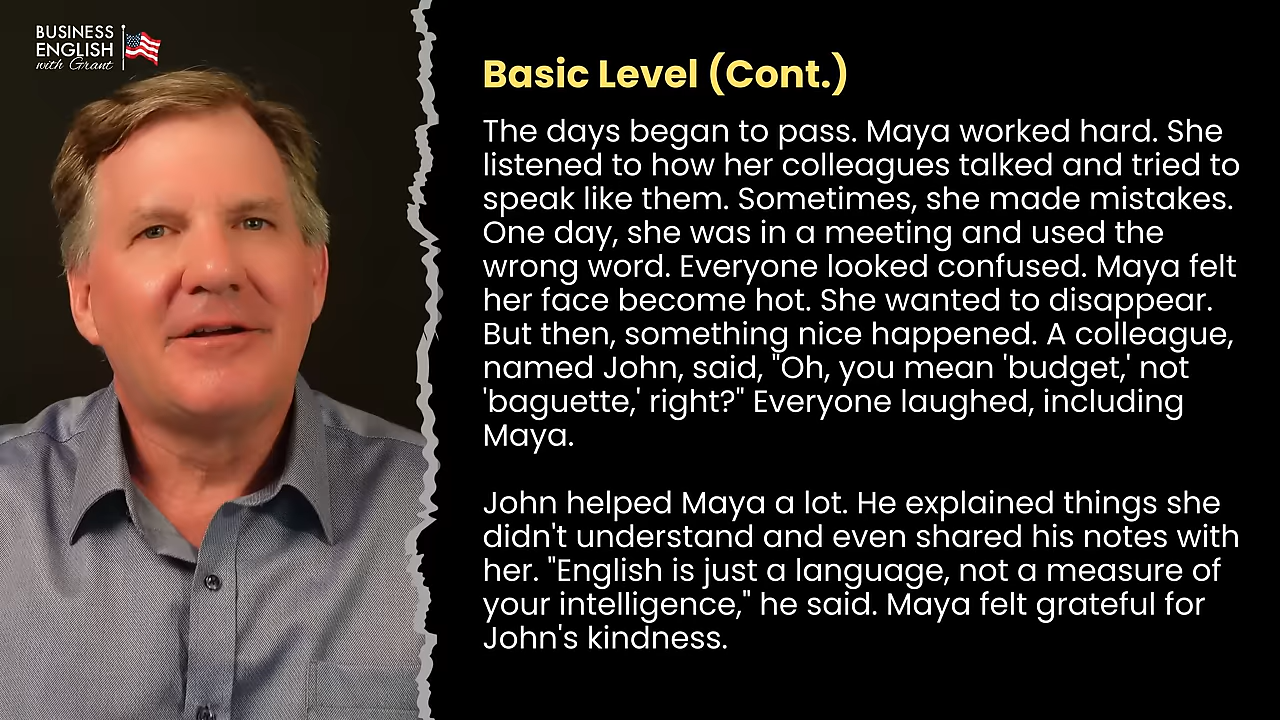 BUSINESS
ENGLISH
with Grant
Basic Level (Cont.)
The days began to pass. Maya worked hard. She
listened to how her colleagues talked and tried to
speak like them. Sometimes, she made mistakes.
One day, she was in a meeting and used the
wrong word. Everyone looked confused. Maya felt
her face become hot. She wanted to disappear.
But then, something nice happened. A colleague,
named John, said, "Oh, you mean 'budget,' not
'baguette,' right?" Everyone laughed, including
Maya.
John helped Maya a lot. He explained things she
didn't understand and even shared his notes with
her. "English is just a language, not a measure of
your intelligence," he said. Maya felt grateful for
John's kindness.